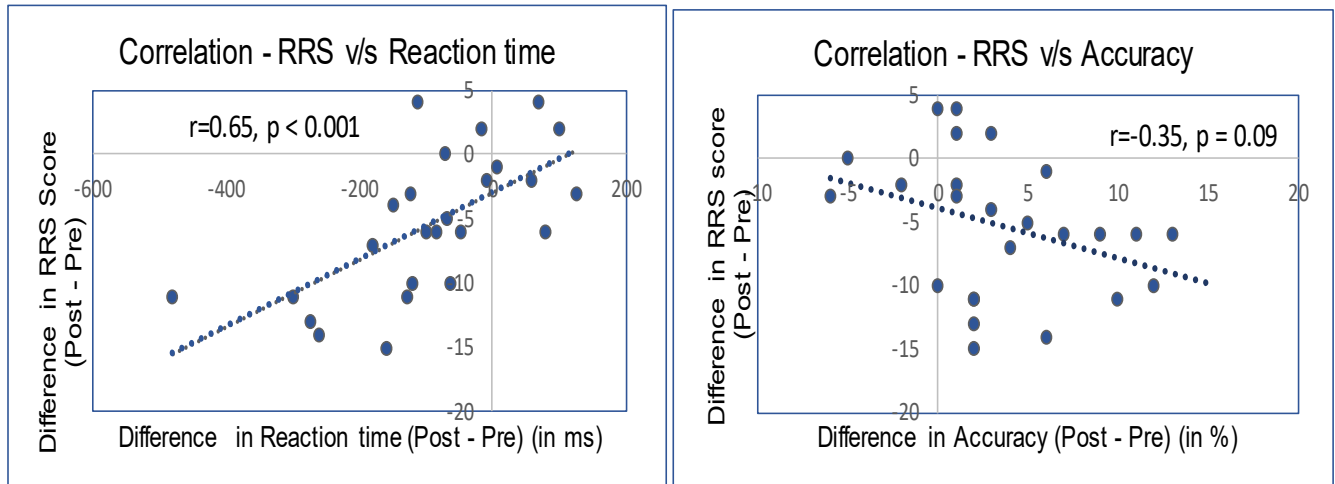 Correlation - RRS v/s Reaction time
r=0.65, p < 0.001
5
0
-5
-10
-15
-20
-600
-400
-200
0
200
Difference in RRS Score
(Post - Pre)
Difference in Reaction time (Post - Pre) (in ms)
Correlation - RRS v/s Accuracy
r=-0.35, p = 0.09
5
0
-5
-10
-15
-20
-10
-5
0
5
10
15
20
Difference in RRS score
(Post - Pre)
Difference in Accuracy (Post - Pre) (in %)